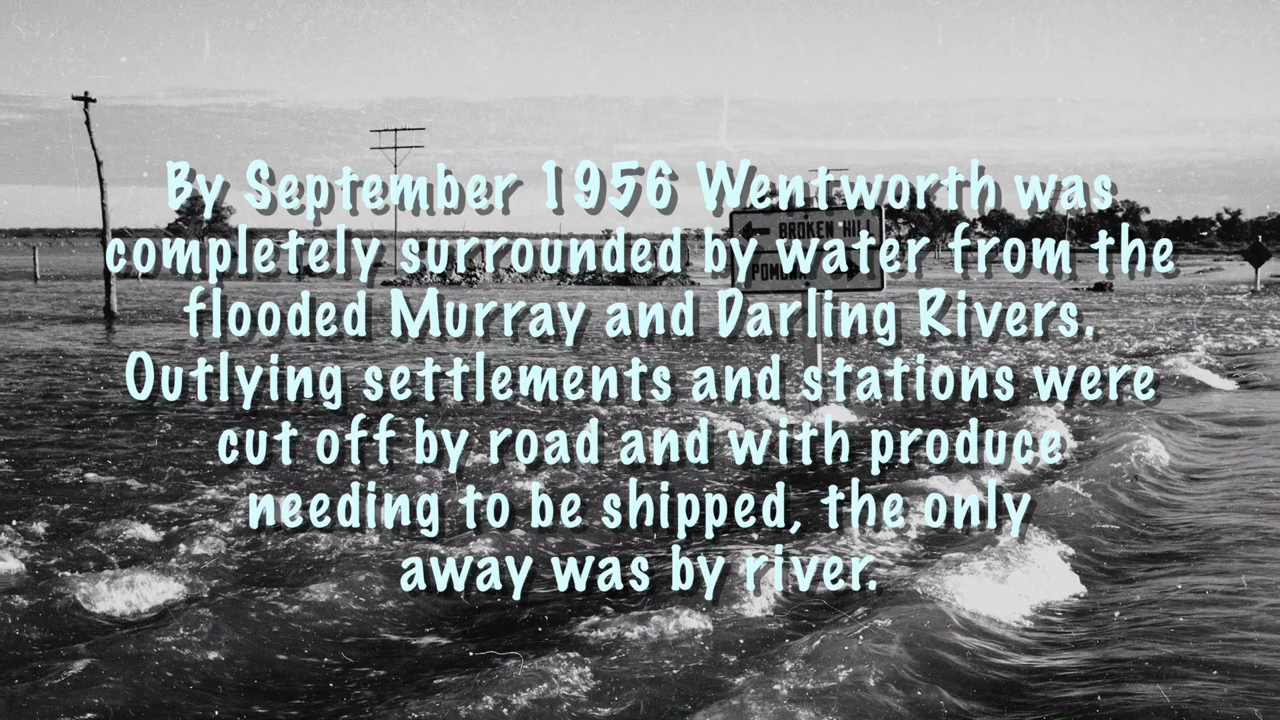 By September 1956 Wentworth was
completely surrounded by water from the
flooded Murray and Darling Rivers.
Outlying settlements and stations were
cut off by road and with produce
needing to be shipped, the only
away was by river.
BROKEN HILL